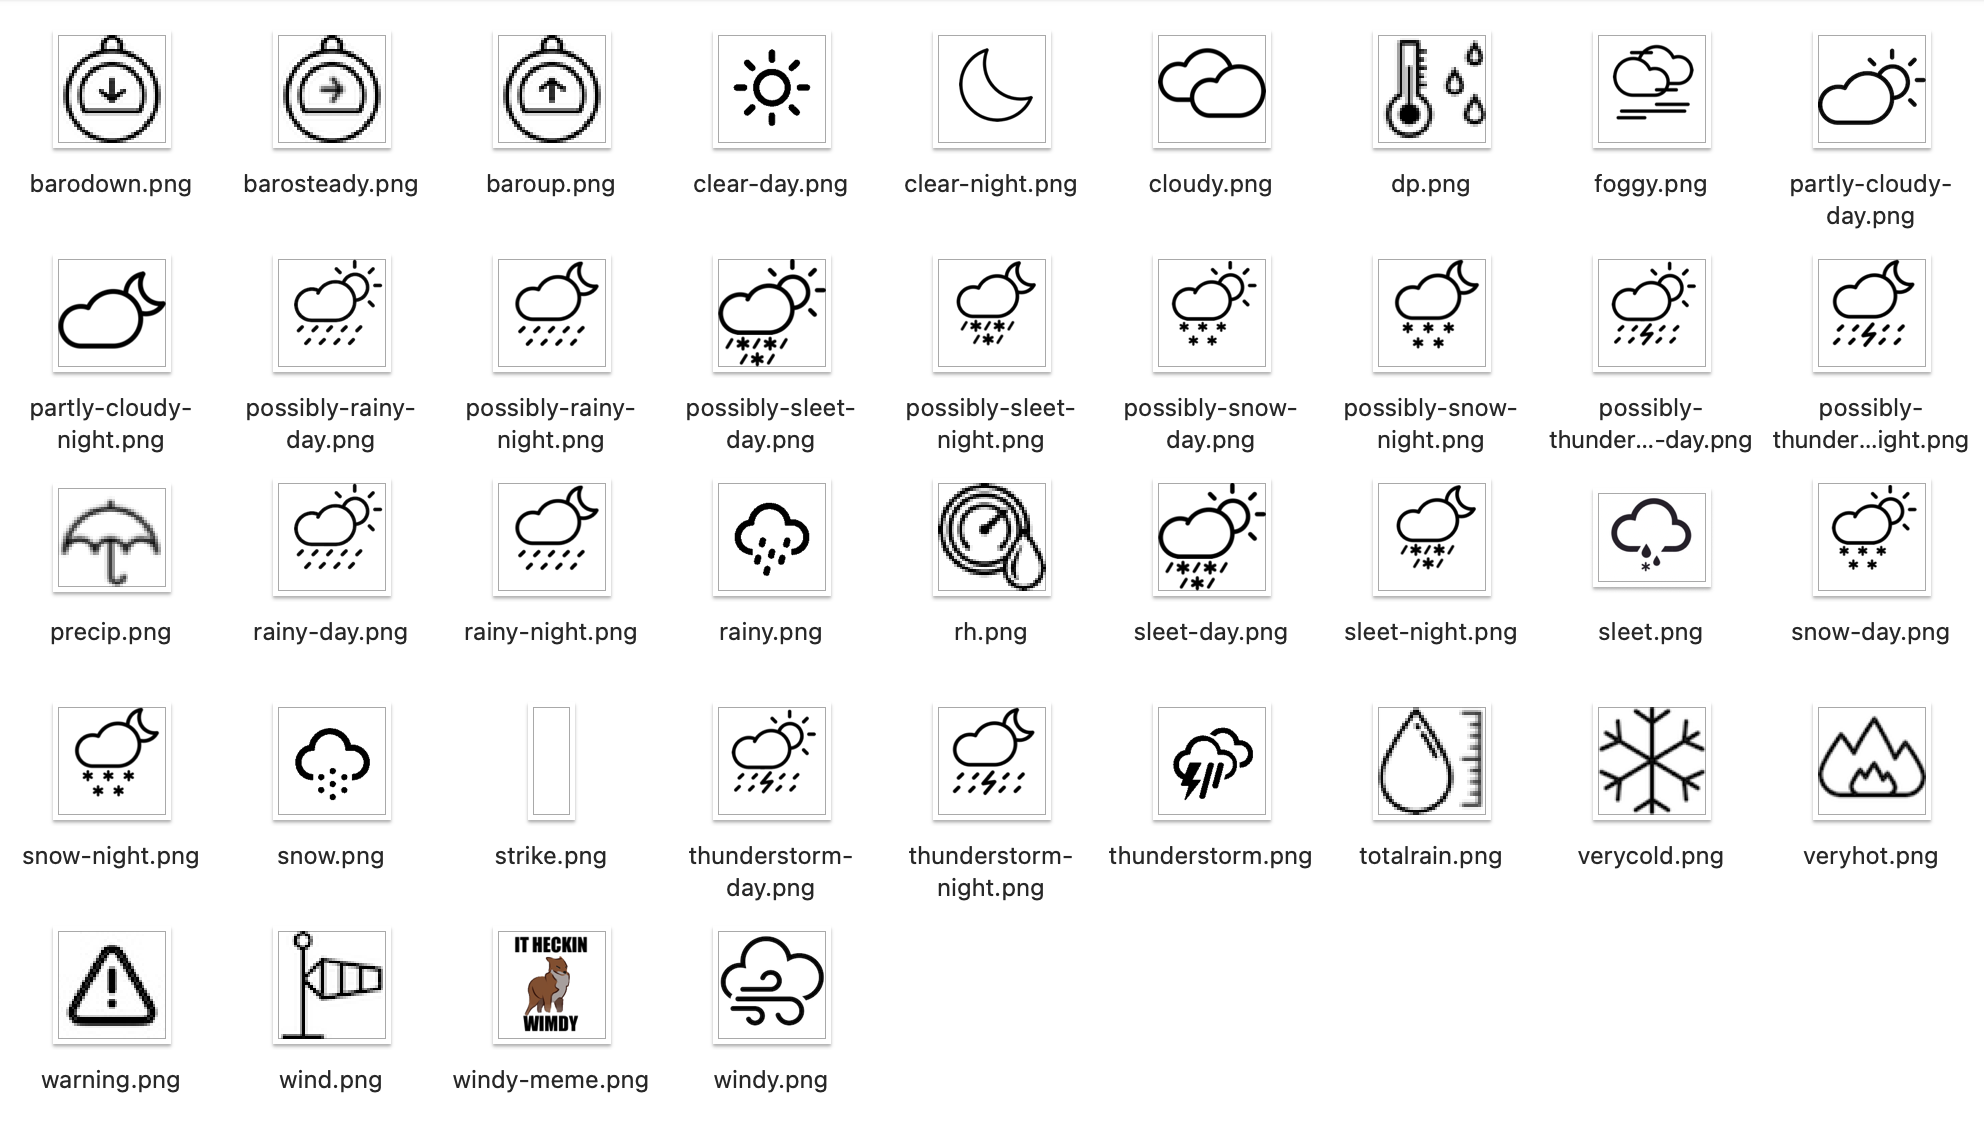 barodown.png
barosteady.png
baroup.png
clear-day.png
clear-night.png
cloudy.png
dp.png
foggy.png
partly-cloudy-
day.png
partly-cloudy-
night.png
possibly-rainy-
day.png
possibly-rainy-
night.png
possibly-sleet-
day.png
possibly-sleet-
night.png
possibly-snow-
day.png
possibly-snow-
night.png
possibly-
thunder...-day.png
possibly-
thunder...ight.png
precip.png
rainy-day.png
rainy-night.png
rainy.png
rh.png
sleet-day.png
sleet-night.png
sleet.png
snow-day.png
snow-night.png
snow.png
strike.png
thunderstorm-
day.png
thunderstorm-
night.png
thunderstorm.png
totalrain.png
verycold.png
veryhot.png
warning.png
wind.png
IT HECKIN
WIMDY
windy-meme.png
windy.png